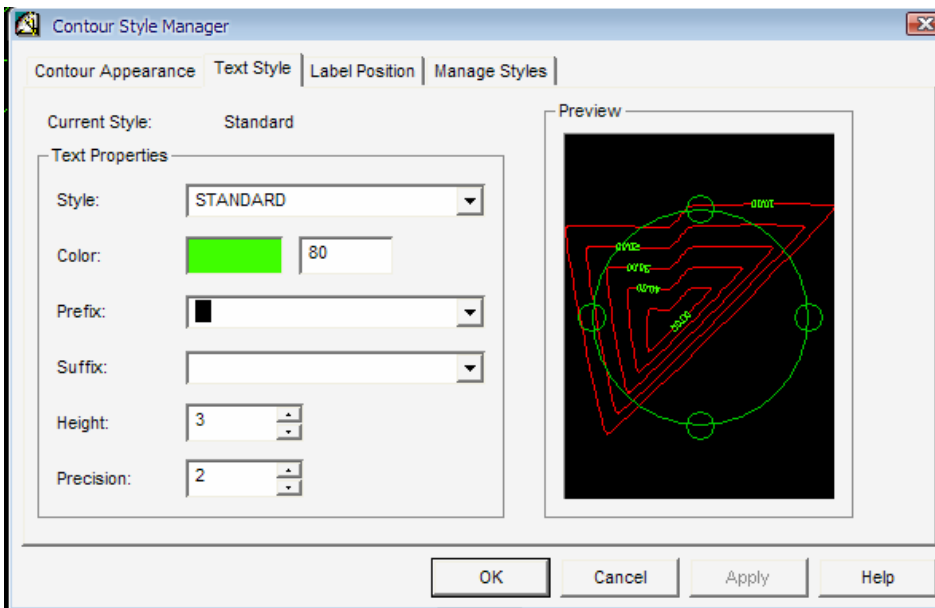 Contour Style Manager
Contour Appearance Text Style Label Position Manage Styles
Current Style: Standard
Preview
Text Properties
Style: STANDARD
Color: 80
Prefix:
Suffix:
Height: 3
Precision: 2
OK Cancel Apply Help